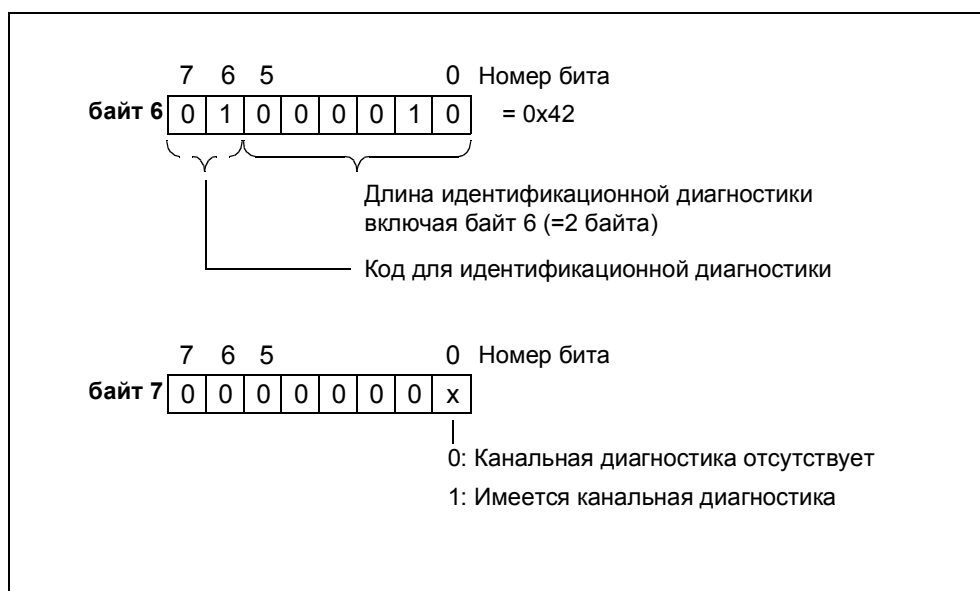 7 6 5 0 Номер бита
байт 6 0 1 0 0 0 0 1 0 = 0x42
Длина идентификационной диагностики
включая байт 6 (=2 байта)
Код для идентификационной диагностики
7 6 5 0 Номер бита
байт 7 0 0 0 0 0 0 0 x
0: Канальная диагностика отсутствует
1: Имеется канальная диагностика